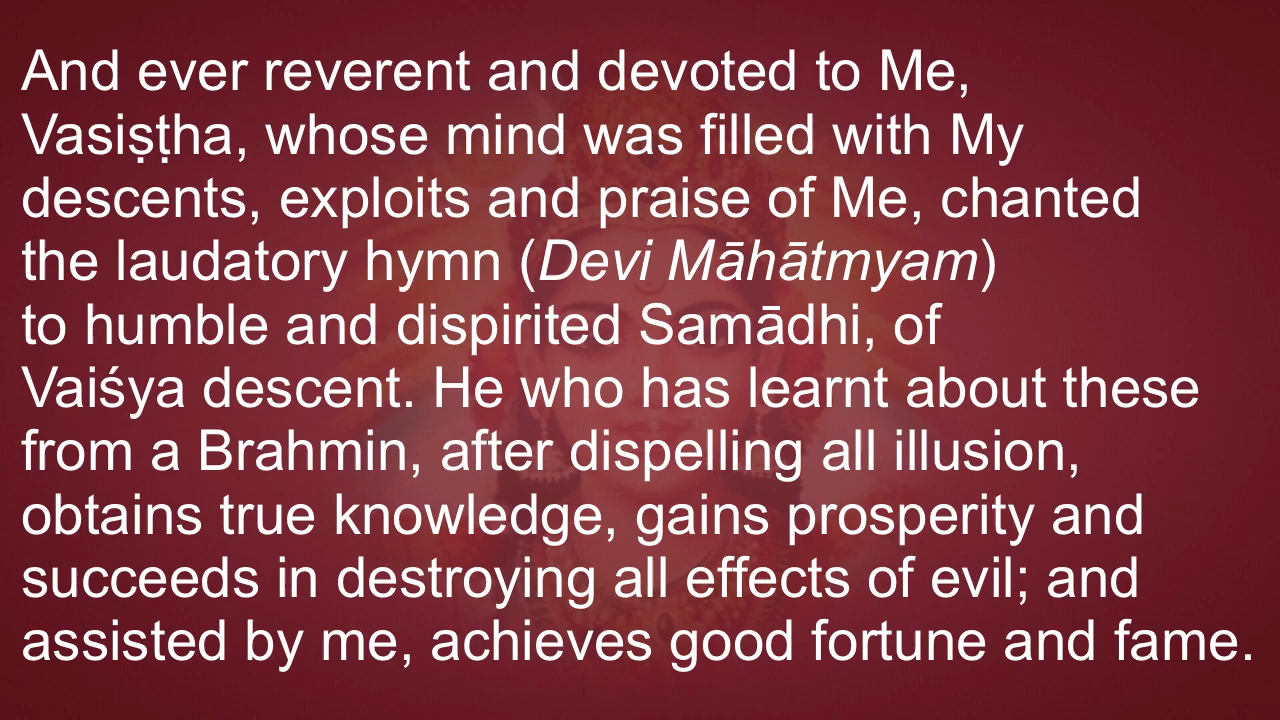 And ever reverent and devoted to Me,
Vasiṣṭha, whose mind was filled with My
descents, exploits and praise of Me, chanted
the laudatory hymn (Devi Māhātmyam)
to humble and dispirited Samādhi, of
Vaiśya descent. He who has learnt about these
from a Brahmin, after dispelling all illusion,
obtains true knowledge, gains prosperity and
succeeds in destroying all effects of evil; and
assisted by me, achieves good fortune and fame.